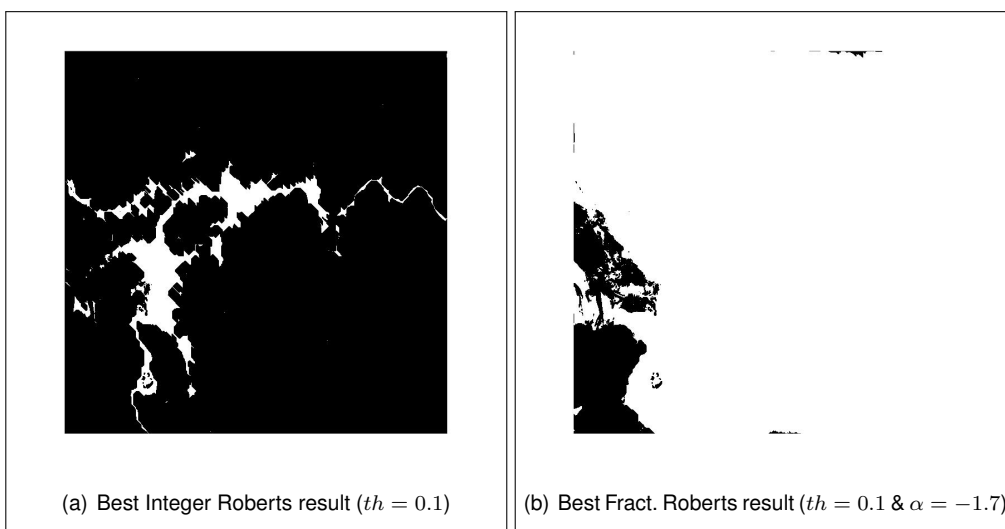 (a) Best Integer Roberts result (th = 0.1)
(b) Best Fract. Roberts result (th = 0.1 & α = −1.7)